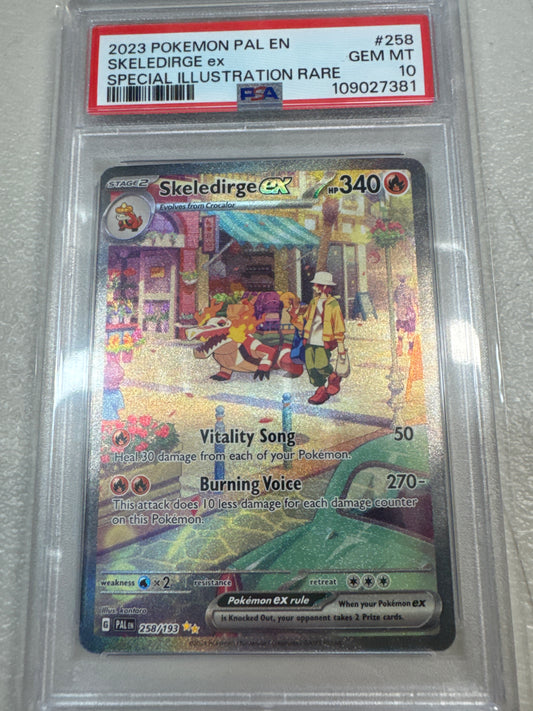 2023 POKEMON PAL EN #258
SKELEDIRGE ex GEM MT
SPECIAL ILLUSTRATION RARE 10
PSA 109027381
STAGE 2 Skeledirge ex HP 340
Evolves from Crocalor
Vitality Song 50
Heal 30 damage from each of your Pokémon.
Burning Voice 270-
This attack does 10 less damage for each damage counter
on this Pokémon.
weakness ×2 resistance retreat
Illus. kantaro
Pokémon ex rule When your Pokémon ex
is Knocked Out, your opponent takes 2 Prize cards.
G PAL EN 258/193